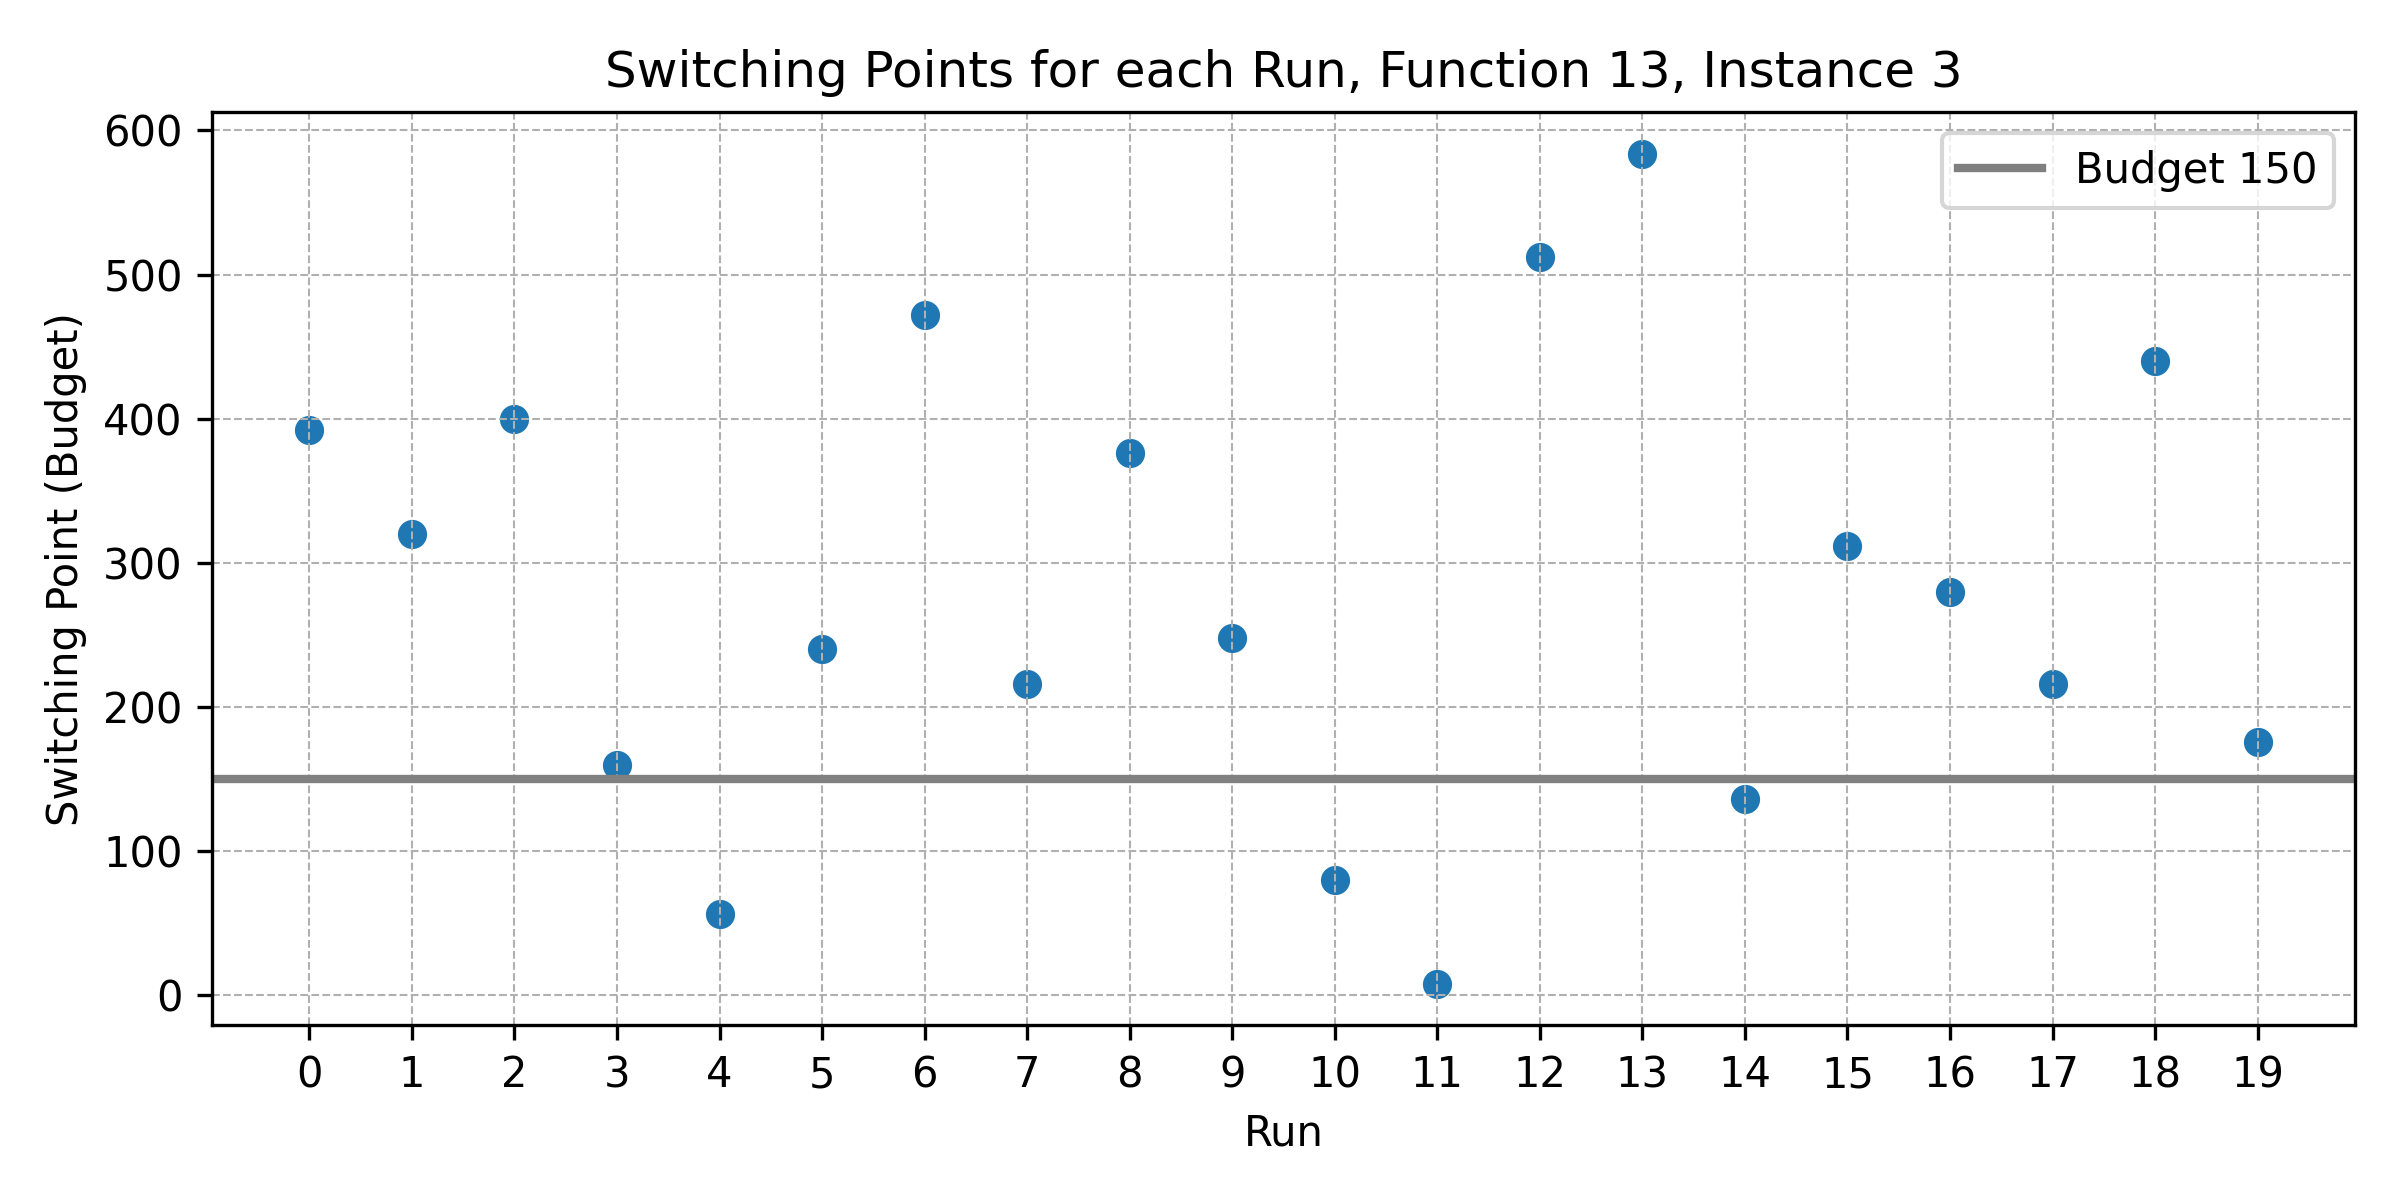 Switching Points for each Run, Function 13, Instance 3
Budget 150
Switching Point (Budget)
600
500
400
300
200
100
0
0 1 2 3 4 5 6 7 8 9 10 11 12 13 14 15 16 17 18 19
Run